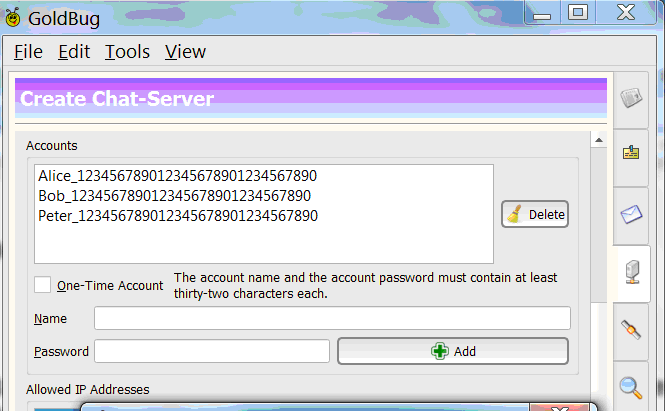 GoldBug
File Edit Tools View
Create Chat-Server
Accounts
Alice_123456789012345678901234567890
Bob_123456789012345678901234567890
Peter_123456789012345678901234567890
Delete
One-Time Account
The account name and the account password must contain at least
thirty-two characters each.
Name
Password
Add
Allowed IP Addresses